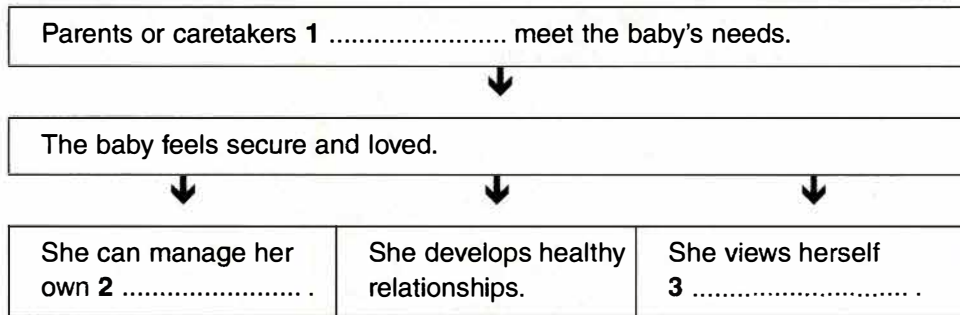 Parents or caretakers 1 ........................ meet the baby's needs.
The baby feels secure and loved.
She can manage her
own 2 ......................... .
She develops healthy
relationships.
She views herself
3 ............................. .